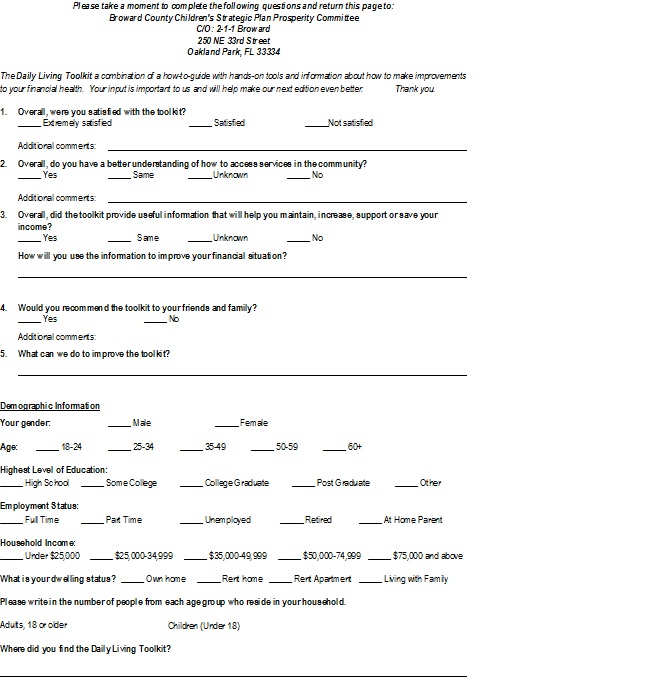 Please take a moment to complete the following questions and return this page to:
Broward County Children's Strategic Plan Prosperity Committee
C/O: 2-1-1 Broward
250 NE 33rd Street
Oakland Park, FL 33334
The Daily Living Toolkit a combination of a how-to-guide with hands-on tools and information about how to make improvements
to your financial health. Your input is important to us and will help make our next edition even better. Thank you.
1. Overall, were you satisfied with the toolkit?
____ Extremely satisfied ____ Satisfied ____ Not satisfied
Additional comments: ____
2. Overall, do you have a better understanding of how to access services in the community?
____ Yes ____ Same ____ Unknown ____ No
Additional comments: ____
3. Overall, did the toolkit provide useful information that will help you maintain, increase, support or save your
income?
____ Yes ____ Same ____ Unknown ____ No
How will you use the information to improve your financial situation?
4. Would you recommend the toolkit to your friends and family?
____ Yes ____ No
Additional comments:
5. What can we do to improve the toolkit?
Demographic Information
Your gender: ____ Male ____ Female
Age: ____ 18-24 ____ 25-34 ____ 35-49 ____ 50-59 ____ 60+
Highest Level of Education:
____ High School ____ Some College ____ College Graduate ____ Post Graduate ____ Other
Employment Status:
____ Full Time ____ Part Time ____ Unemployed ____ Retired ____ At Home Parent
Household Income:
____ Under $25,000 ____ $25,000-34,999 ____ $35,000-49,999 ____ $50,000-74,999 ____ $75,000 and above
What is your dwelling status? ____ Own home ____ Rent home ____ Rent Apartment ____ Living with Family
Please write in the number of people from each age group who reside in your household.
Adults, 18 or older Children (Under 18)
Where did you find the Daily Living Toolkit?